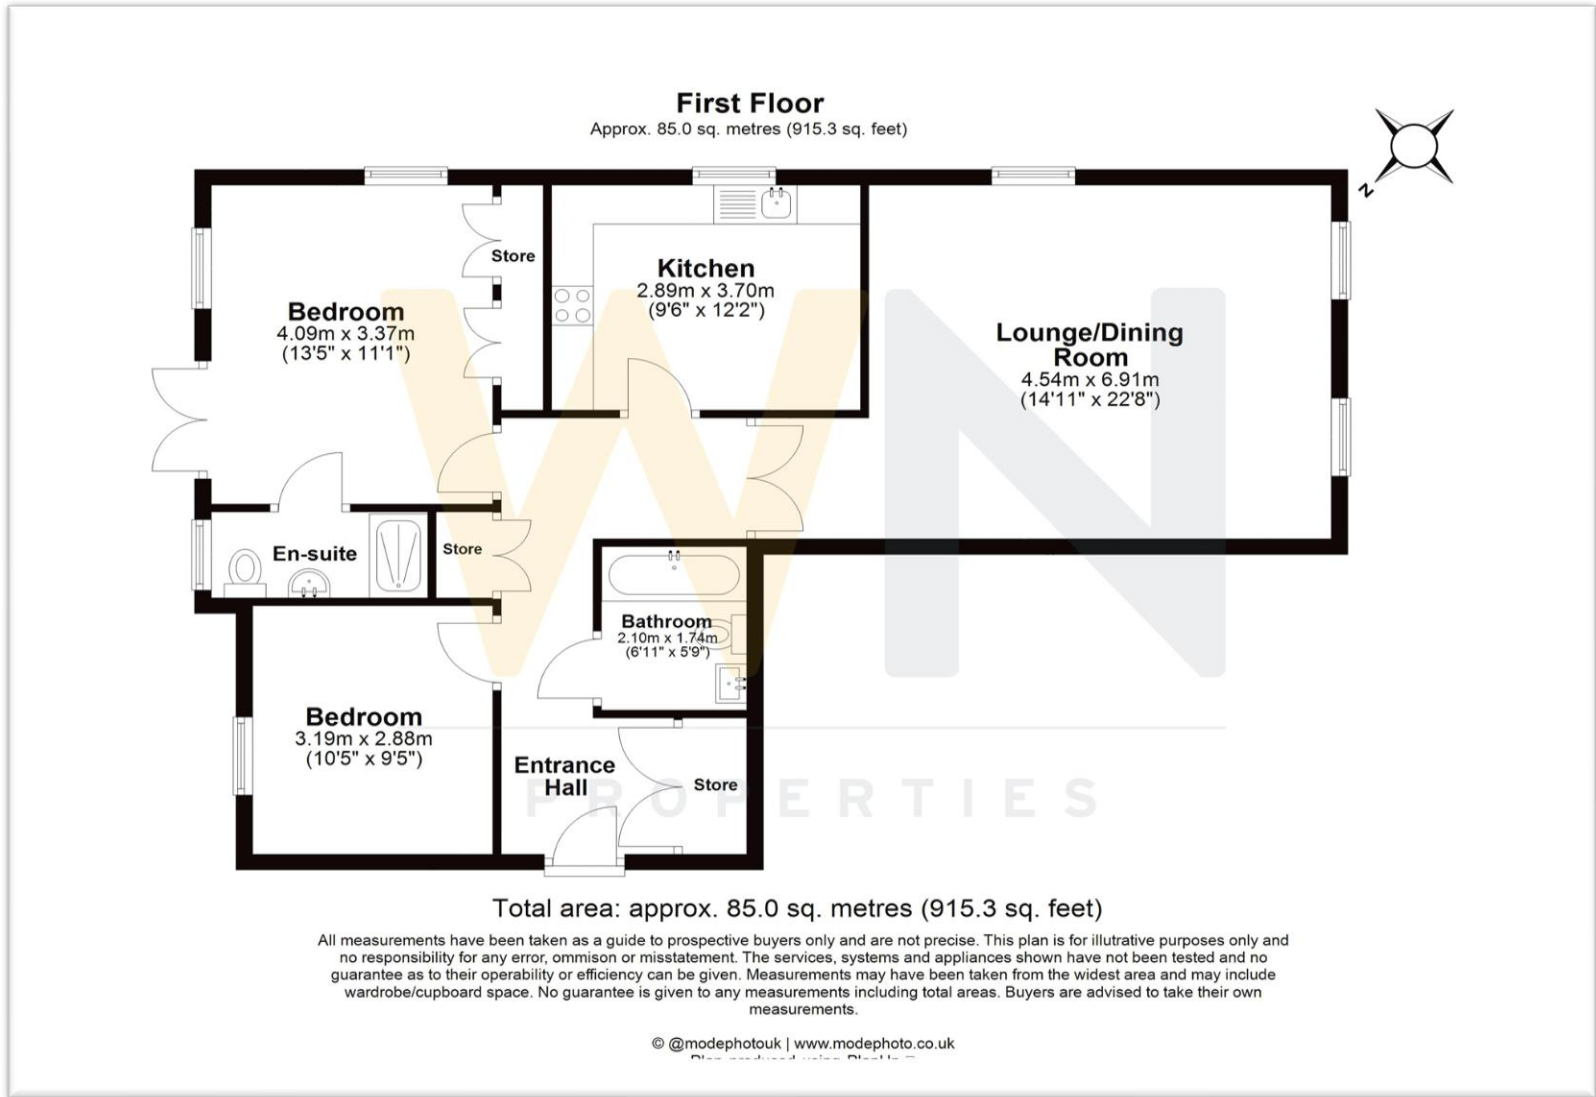 First Floor
Approx. 85.0 sq. metres (915.3 sq. feet)
N
Store
Kitchen
2.89m x 3.70m
(9'6" x 12'2")
Bedroom
4.09m x 3.37m
(13'5" x 11'1")
Lounge/Dining
Room
4.54m x 6.91m
(14'11" x 22'8")
WN
En-suite
Store
Bathroom
2.10m x 1.74m
(6'11" x 5'9")
Bedroom
3.19m x 2.88m
(10'5" x 9'5")
Entrance
Hall
Store
PROPERTIES
Total area: approx. 85.0 sq. metres (915.3 sq. feet)
All measurements have been taken as a guide to prospective buyers only and are not precise. This plan is for illutrative purposes only and
no responsibility for any error, ommison or misstatement. The services, systems and appliances shown have not been tested and no
guarantee as to their operability or efficiency can be given. Measurements may have been taken from the widest area and may include
wardrobe/cupboard space. No guarantee is given to any measurements including total areas. Buyers are advised to take their own
measurements.
© @modephotouk | www.modephoto.co.uk
Plan produced using PlanUp